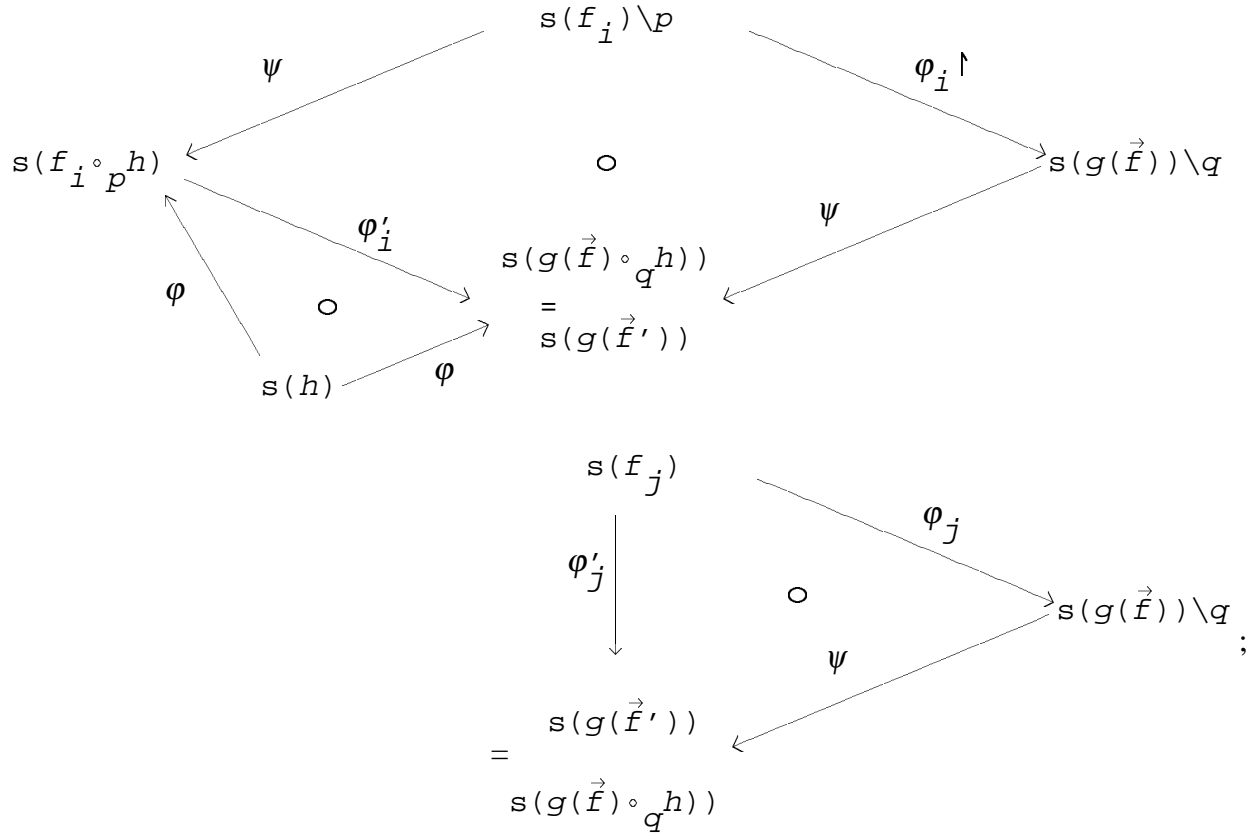 s(f_i)\p
ψ
φ_i↾
s(f_i∘_p h)
s(g(f⃗))\q
φ′_i
ψ
s(g(f⃗)∘_q h))
φ
=
s(g(f⃗′))
φ
s(h)
s(f_j)
φ_j
φ′_j
s(g(f⃗))\q
;
ψ
s(g(f⃗′))
=
s(g(f⃗)∘_q h))